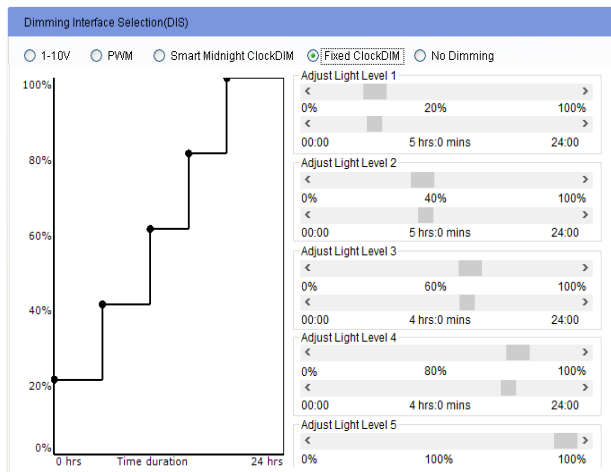 Dimming Interface Selection(DIS)
1-10V PWM Smart Midnight ClockDIM Fixed ClockDIM No Dimming
100%
80%
60%
40%
20%
0%
0 hrs Time duration 24 hrs
Adjust Light Level 1
0% 20% 100%
00:00 5 hrs:0 mins 24:00
Adjust Light Level 2
0% 40% 100%
00:00 5 hrs:0 mins 24:00
Adjust Light Level 3
0% 60% 100%
00:00 4 hrs:0 mins 24:00
Adjust Light Level 4
0% 80% 100%
00:00 4 hrs:0 mins 24:00
Adjust Light Level 5
0% 100% 100%